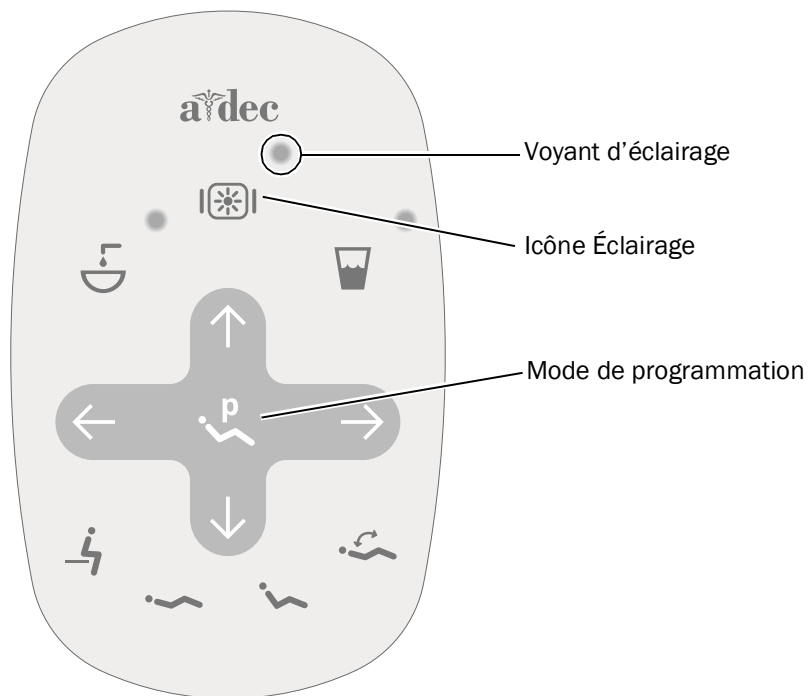 a dec
Voyant d'éclairage
Icône Éclairage
Mode de programmation
p